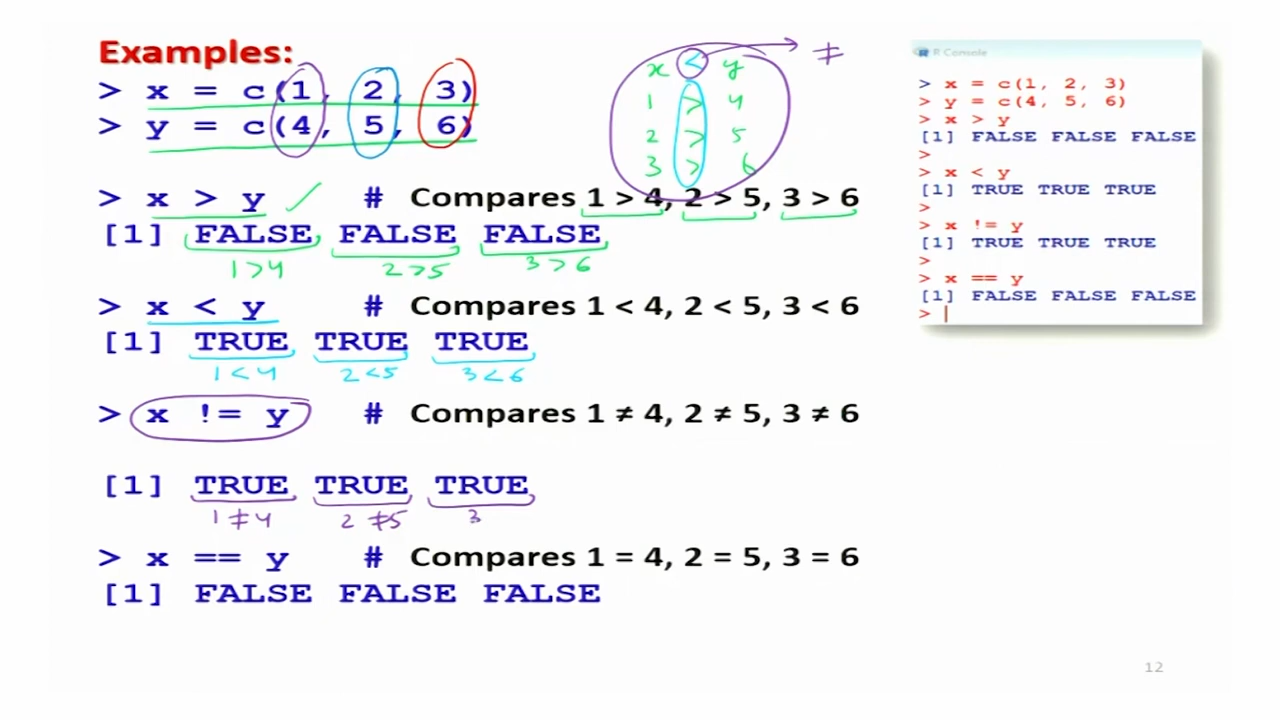 Examples:
> x = c(1, 2, 3)
> y = c(4, 5, 6)
x < y → ≠
1 > 4
2 > 5
3 > 6
> x > y # Compares 1 > 4, 2 > 5, 3 > 6
[1] FALSE FALSE FALSE
1>4 2>5 3>6
> x < y # Compares 1 < 4, 2 < 5, 3 < 6
[1] TRUE TRUE TRUE
1<4 2<5 3<6
> x != y # Compares 1 ≠ 4, 2 ≠ 5, 3 ≠ 6
[1] TRUE TRUE TRUE
1≠4 2≠5 3
> x == y # Compares 1 = 4, 2 = 5, 3 = 6
[1] FALSE FALSE FALSE
R Console
> x = c(1, 2, 3)
> y = c(4, 5, 6)
> x > y
[1] FALSE FALSE FALSE
>
> x < y
[1] TRUE TRUE TRUE
>
> x != y
[1] TRUE TRUE TRUE
>
> x == y
[1] FALSE FALSE FALSE
> |
12